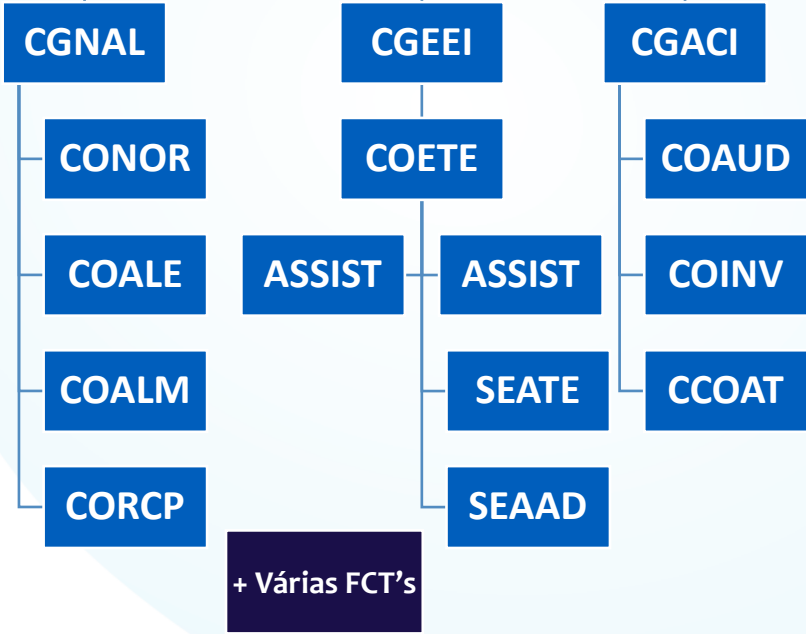 CGNAL
CGEEI
CGACI
CONOR
COETE
COAUD
COALE
ASSIST
ASSIST
COINV
COALM
SEATE
CCOAT
CORCP
SEAAD
+ Várias FCT’s